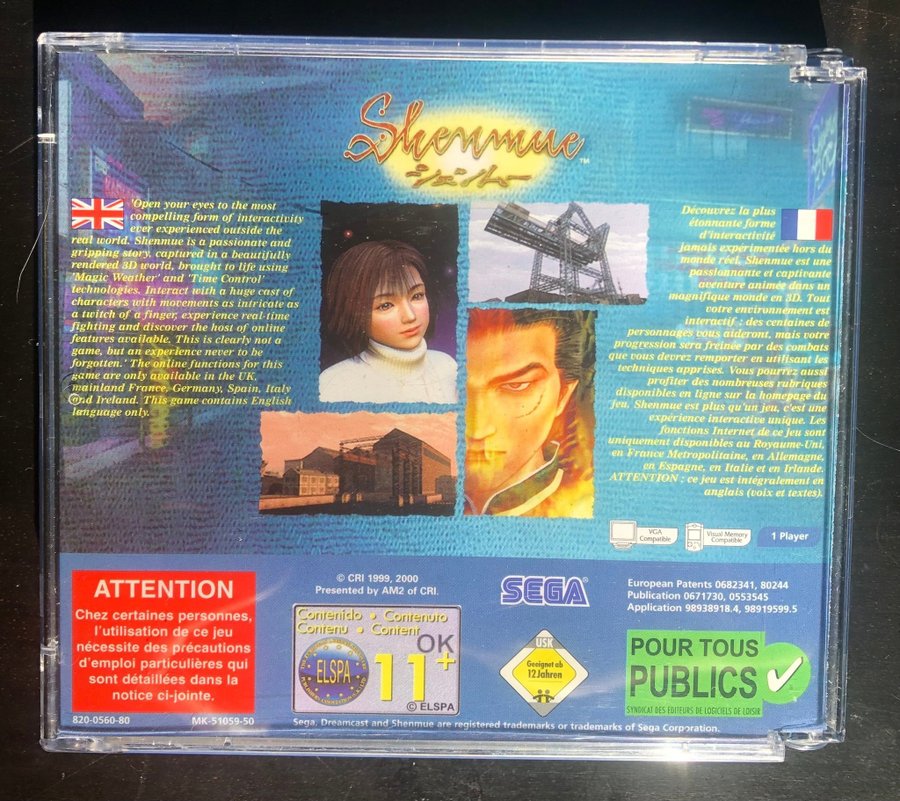 Shenmue™
シェンムー
'Open your eyes to the most
compelling form of interactivity
ever experienced outside the
real world. Shenmue is a passionate and
gripping story, captured in a beautifully
rendered 3D world, brought to life using
'Magic Weather' and 'Time Control'
technologies. Interact with a huge cast of
characters with movements as intricate as
a twitch of a finger, experience real-time
fighting and discover the host of online
features available. This is clearly not a
game, but an experience never to be
forgotten.' The online functions for this
game are only available in the UK,
mainland France, Germany, Spain, Italy
and Ireland. This game contains English
language only.
Découvrez la plus
étonnante forme
d'interactivité
jamais expérimentée hors du
monde réel. Shenmue est une
passionnante et captivante
aventure animée dans un
magnifique monde en 3D. Tout
votre environnement est
interactif : des centaines de
personnages vous aideront, mais votre
progression sera freinée par des combats
que vous devrez remporter en utilisant les
techniques apprises. Vous pourrez aussi
profiter des nombreuses rubriques
disponibles en ligne sur la homepage du
jeu. Shenmue est plus qu'un jeu, c'est une
expérience interactive unique. Les
fonctions Internet de ce jeu sont
uniquement disponibles au Royaume-Uni,
en France Metropolitaine, en Allemagne,
en Espagne, en Italie et en Irlande.
ATTENTION : ce jeu est intégralement en
anglais (voix et textes).
VGA
Compatible
Visual Memory
Compatible
1 Player
ATTENTION
Chez certaines personnes,
l'utilisation de ce jeu
nécessite des précautions
d'emploi particulières qui
sont détaillées dans la
notice ci-jointe.
820-0560-80
MK-51059-50
© CRI 1999, 2000
Presented by AM2 of CRI.
Contenido • Contenuto
Contenu • Content
ELSPA
OK
11+
© ELSPA
SEGA®
USK
Geeignet ab
12 Jahren
European Patents 0682341, 80244
Publication 0671730, 0553545
Application 98938918.4, 98919599.5
POUR TOUS
PUBLICS
SYNDICAT DES EDITEURS DE LOGICIELS DE LOISIR
Sega, Dreamcast and Shenmue are registered trademarks or trademarks of Sega Corporation.